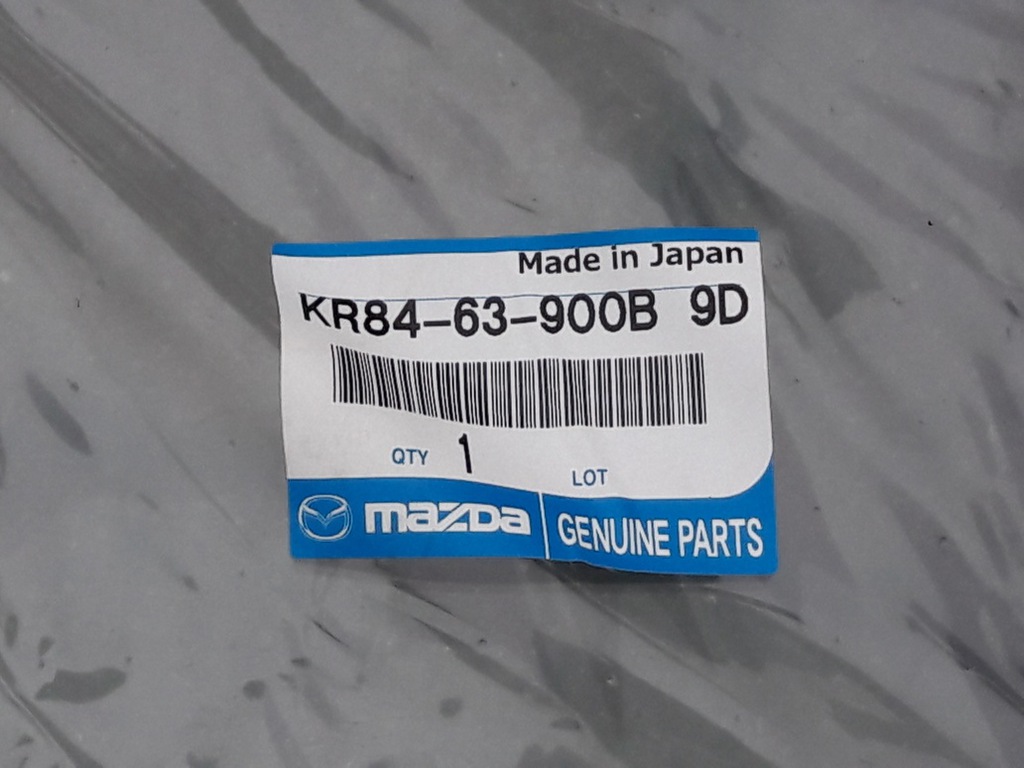 Made in Japan
KR84-63-900B 9D
QTY 1
LOT
mazda GENUINE PARTS